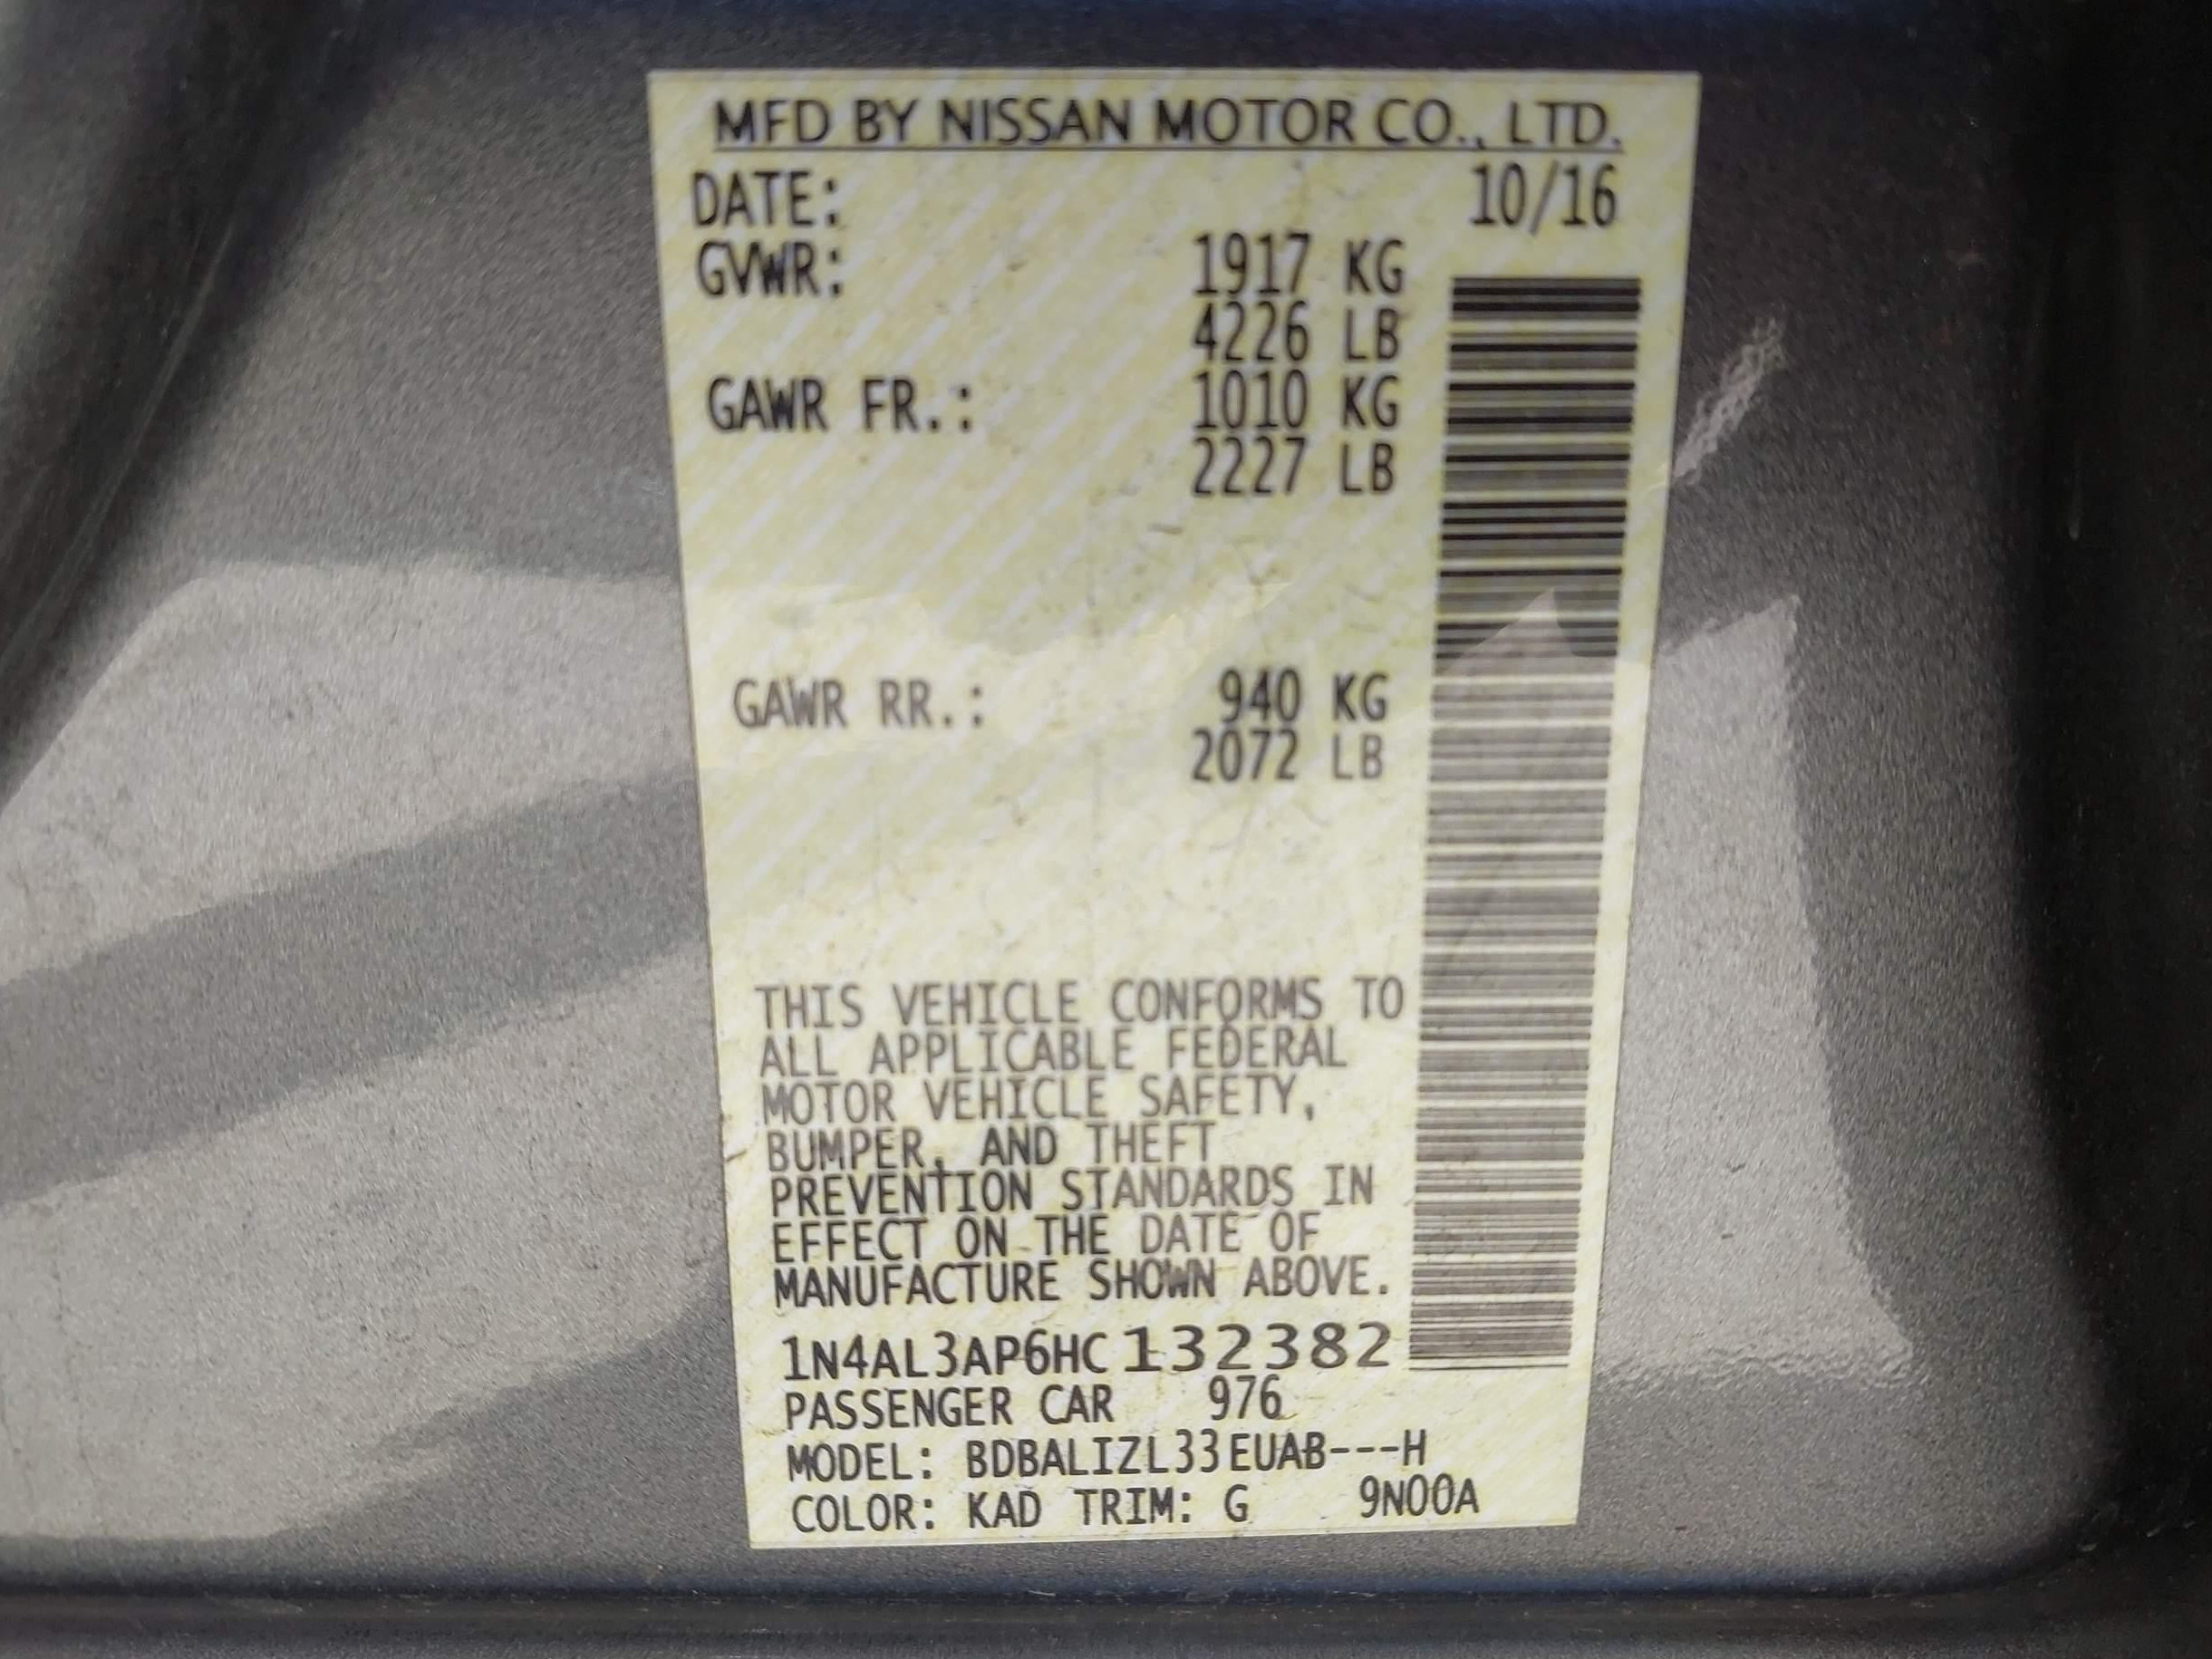 MFD BY NISSAN MOTOR CO., LTD.
DATE: 10/16
GVWR: 1917 KG
4226 LB
GAWR FR.: 1010 KG
2227 LB
GAWR RR.: 940 KG
2072 LB
THIS VEHICLE CONFORMS TO
ALL APPLICABLE FEDERAL
MOTOR VEHICLE SAFETY,
BUMPER, AND THEFT
PREVENTION STANDARDS IN
EFFECT ON THE DATE OF
MANUFACTURE SHOWN ABOVE.
1N4AL3AP6HC132382
PASSENGER CAR 976
MODEL: BDBALIZL33EUAB---H
COLOR: KAD TRIM: G 9N00A